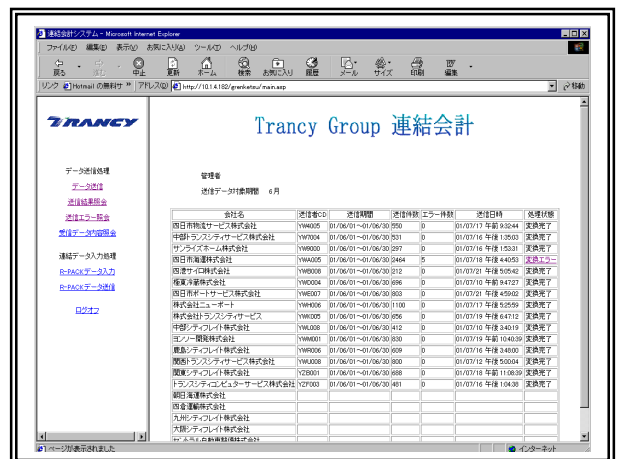 連結会計システム - Microsoft Internet Explorer
ファイル(F) 編集(E) 表示(V) お気に入り(A) ツール(T) ヘルプ(H)
戻る 進む 中止 更新 ホーム 検索 お気に入り 履歴 メール サイズ 印刷 編集
リンク Hotmail の無料サ » アドレス(D) http://10.1.4.182/grenketsu/main.asp 移動
TRANCY
Trancy Group 連結会計
データ送信処理
データ送信
送信結果照会
送信エラー照会
受信データ内容照会
連結データ入力処理
R-PACKデータ入力
R-PACKデータ送信
ログオフ
管理者
送信データ対象期間 6月
会社名 送信者CD 送信期間 送信件数 エラー件数 送信日時 処理状態
四日市物流サービス株式会社 YW4005 01/06/01～01/06/30 550 0 01/07/17 午前 9:32:44 変換完了
中部トランスシティサービス株式会社 YW7004 01/06/01～01/06/30 531 0 01/07/16 午後 1:35:03 変換完了
サンライズホーム株式会社 YW9000 01/06/01～01/06/30 297 0 01/07/16 午後 1:53:31 変換完了
四日市海運株式会社 YWA005 01/06/01～01/06/30 2464 5 01/07/18 午後 4:40:53 変換エラー
四港サイロ株式会社 YWB008 01/06/01～01/06/30 212 0 01/07/21 午後 5:05:42 変換完了
極東冷蔵株式会社 YWD004 01/06/01～01/06/30 696 0 01/07/10 午前 9:47:27 変換完了
四日市ポートサービス株式会社 YWE007 01/06/01～01/06/30 803 0 01/07/21 午後 4:59:02 変換完了
株式会社ニューポート YWH006 01/06/01～01/06/30 1100 0 01/07/17 午後 5:25:59 変換完了
株式会社トランスシティサービス YWK005 01/06/01～01/06/30 656 0 01/07/19 午後 6:47:12 変換完了
中部シティフレイト株式会社 YWL008 01/06/01～01/06/30 412 0 01/07/10 午後 3:40:19 変換完了
ヨンソー開発株式会社 YWM001 01/06/01～01/06/30 830 0 01/07/19 午前 10:40:39 変換完了
鹿島シティフレイト株式会社 YWR006 01/06/01～01/06/30 609 0 01/07/16 午後 3:48:00 変換完了
関西トランスシティサービス株式会社 YWU008 01/06/01～01/06/30 800 0 01/07/12 午後 5:00:04 変換完了
関東シティフレイト株式会社 YZB001 01/06/01～01/06/30 688 0 01/07/18 午前 11:08:39 変換完了
トランスシティコンピュターサービス株式会社 YZF003 01/06/01～01/06/30 481 0 01/07/16 午後 1:04:38 変換完了
朝日海運株式会社
四倉運輸株式会社
九州シティフレイト株式会社
大阪シティフレイト株式会社
ページが表示されました インターネット